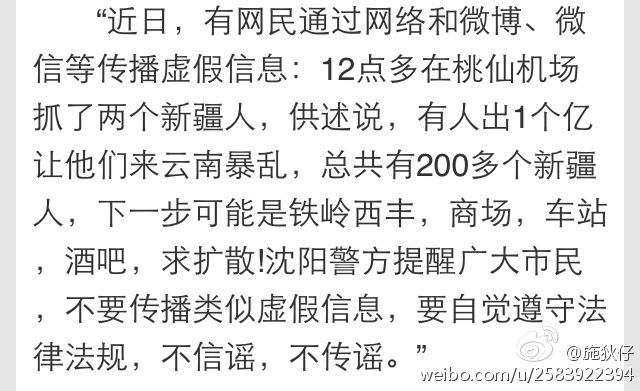 “近日，有网民通过网络和微博、微
信等传播虚假信息：12点多在桃仙机场
抓了两个新疆人，供述说，有人出1个亿
让他们来云南暴乱，总共有200多个新疆
人，下一步可能是铁岭西丰，商场，车站
，酒吧，求扩散!沈阳警方提醒广大市民
，不要传播类似虚假信息，要自觉遵守法
律法规，不信谣，不传谣。”
@施狄仔
weibo.com/u/2583922394